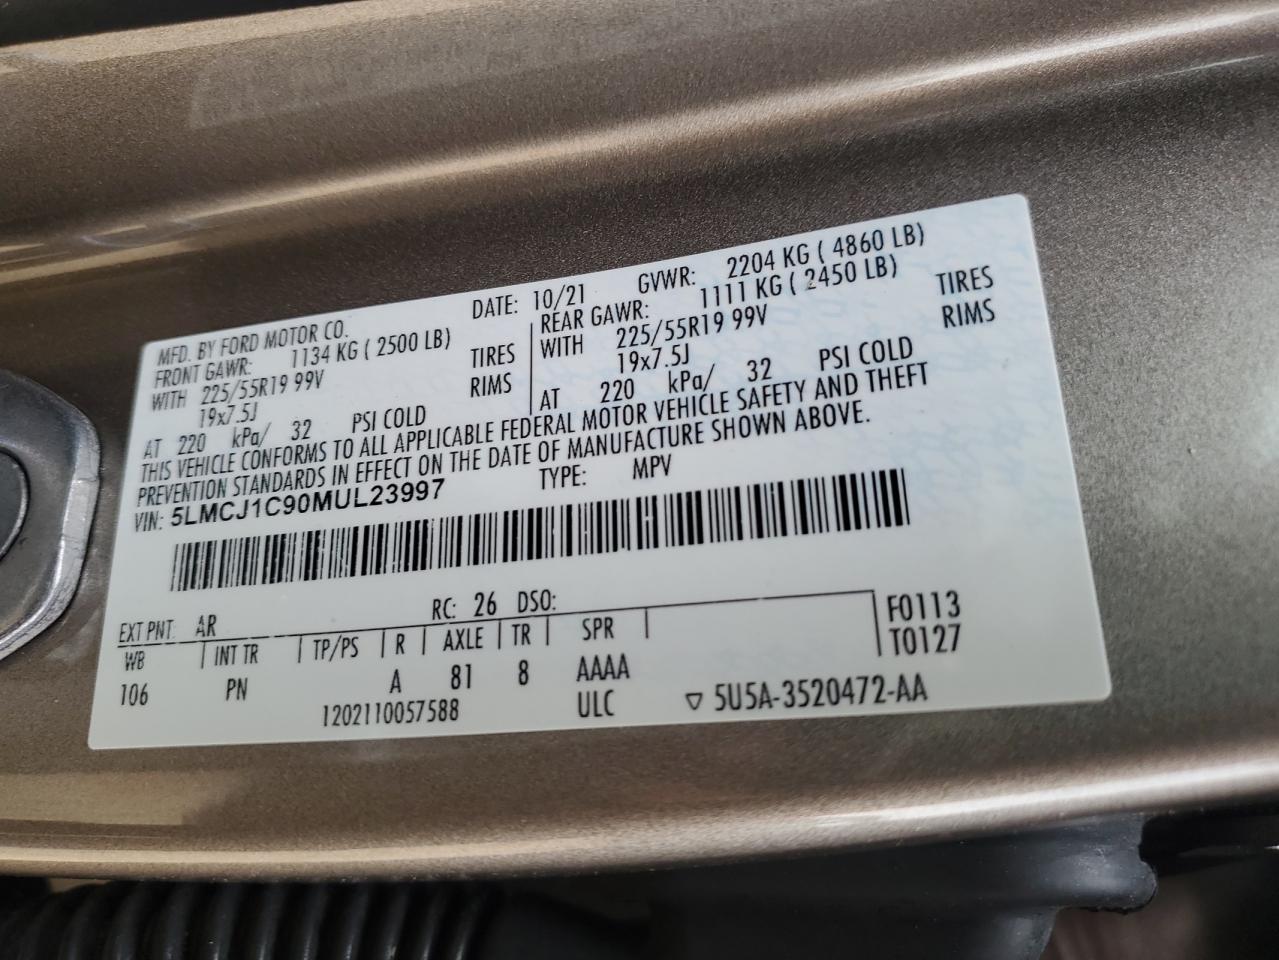 MFD. BY FORD MOTOR CO.
DATE: 10/21
GVWR: 2204 KG ( 4860 LB)
FRONT GAWR: 1134 KG ( 2500 LB)
WITH 225/55R19 99V TIRES
19x7.5J RIMS
AT 220 kPa/ 32 PSI COLD
REAR GAWR: 1111 KG ( 2450 LB)
WITH 225/55R19 99V TIRES
19x7.5J RIMS
AT 220 kPa/ 32 PSI COLD
THIS VEHICLE CONFORMS TO ALL APPLICABLE FEDERAL MOTOR VEHICLE SAFETY AND THEFT
PREVENTION STANDARDS IN EFFECT ON THE DATE OF MANUFACTURE SHOWN ABOVE.
VIN: 5LMCJ1C90MUL23997 TYPE: MPV
EXT PNT: AR RC: 26 DSO:
WB INT TR TP/PS R AXLE TR SPR F0113
T0127
106 PN A 81 8 AAAA
1202110057588 ULC ▽ 5U5A-3520472-AA